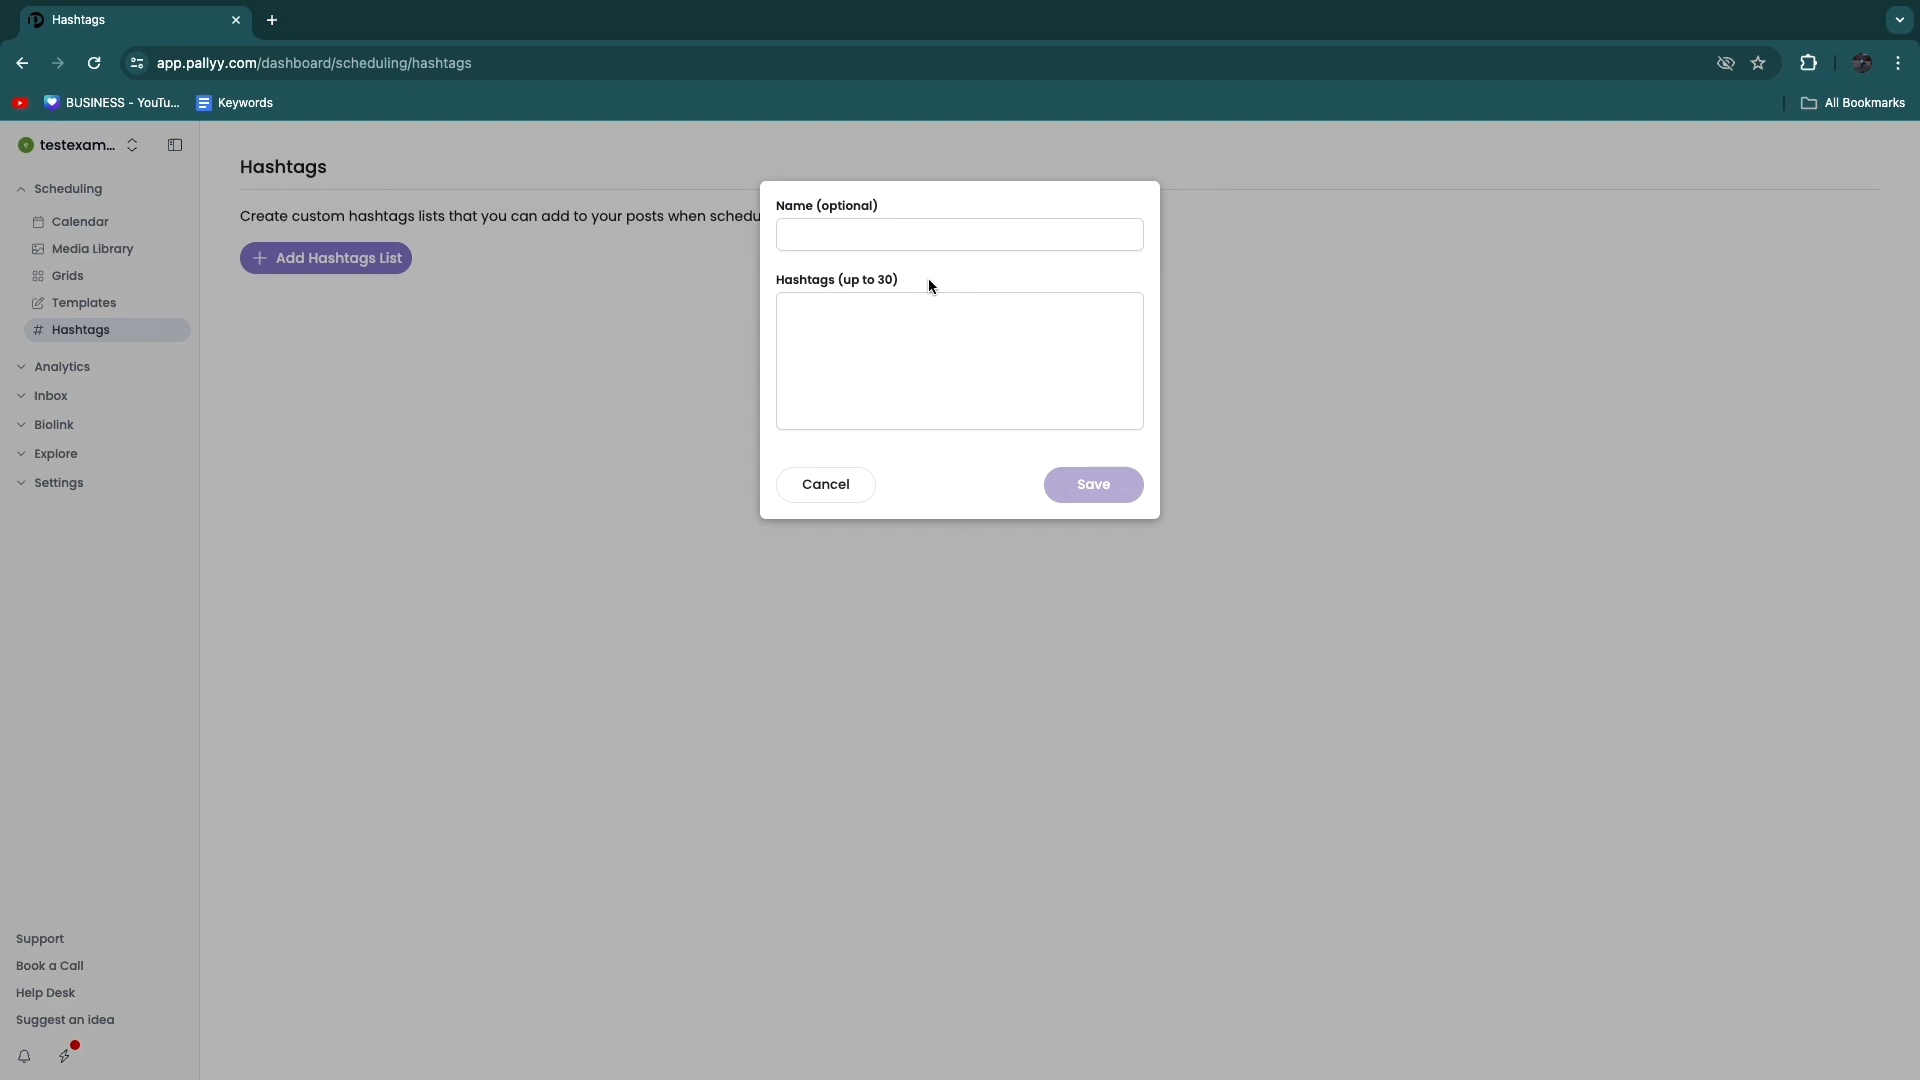 Hashtags
app.pallyy.com/dashboard/scheduling/hashtags
BUSINESS - YouTu...
Keywords
All Bookmarks
testexam...
Scheduling
Calendar
Media Library
Grids
Templates
Hashtags
Analytics
Inbox
Biolink
Explore
Settings
Support
Book a Call
Help Desk
Suggest an idea
Hashtags
Create custom hashtags lists that you can add to your posts when schedu
Add Hashtags List
Name (optional)
Hashtags (up to 30)
Cancel
Save